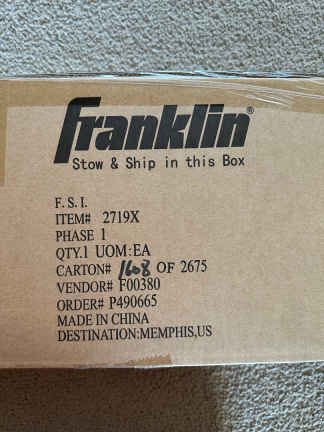 Franklin®
Stow & Ship in this Box
F. S. I.
ITEM# 2719X
PHASE 1
QTY.1 UOM:EA
CARTON# 1608 OF 2675
VENDOR# F00380
ORDER# P490665
MADE IN CHINA
DESTINATION:MEMPHIS,US